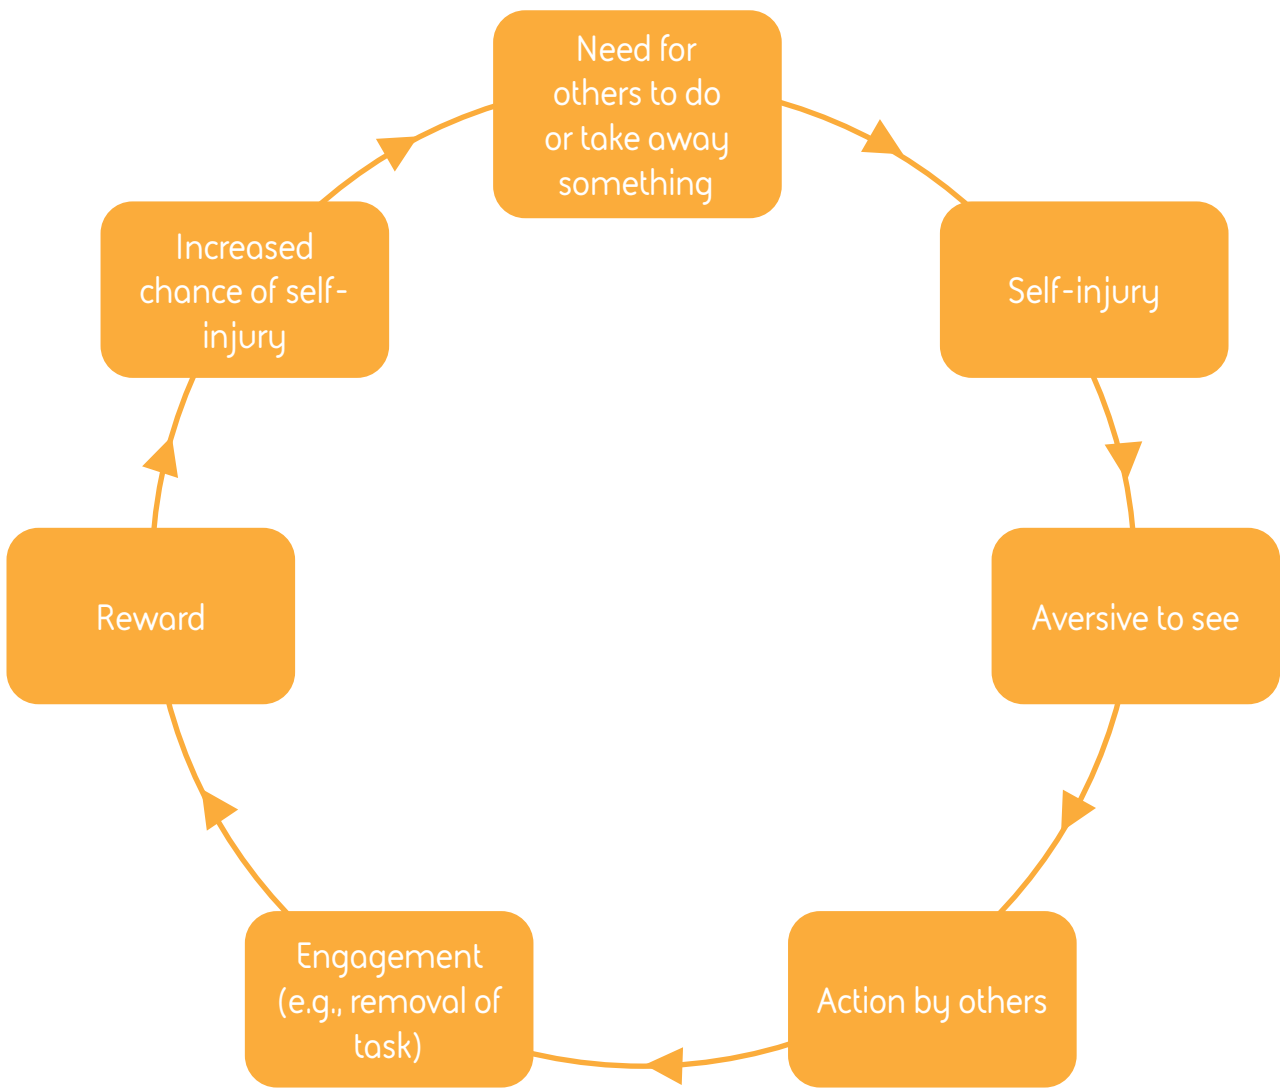 Need for
others to do
or take away
something
Self-injury
Aversive to see
Action by others
Engagement
(e.g., removal of
task)
Reward
Increased
chance of self-
injury